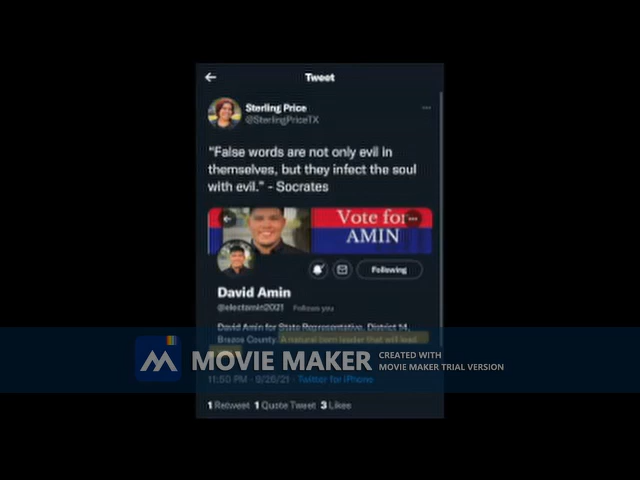 Tweet
Sterling Price
@SterlingPriceTX
"False words are not only evil in
themselves, but they infect the soul
with evil." - Socrates
Vote for
AMIN
Following
David Amin
@electamin2021 Follows you
David Amin for State Representative, District 14,
Brazos County. A natural born leader that will lead
MOVIE MAKER
CREATED WITH
MOVIE MAKER TRIAL VERSION
11:50 PM · 9/26/21 · Twitter for iPhone
1 Retweet 1 Quote Tweet 3 Likes